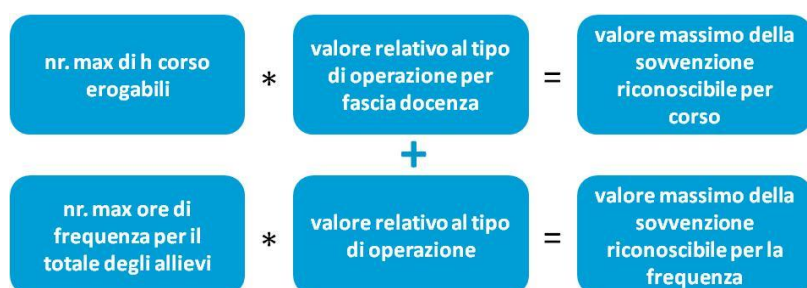 nr. max di h corso
erogabili
*
valore relativo al tipo
di operazione per
fascia docenza
=
valore massimo della
sovvenzione
riconoscibile per
corso
+
nr. max ore di
frequenza per il
totale degli allievi
*
valore relativo al tipo
di operazione
=
valore massimo della
sovvenzione
riconoscibile per la
frequenza